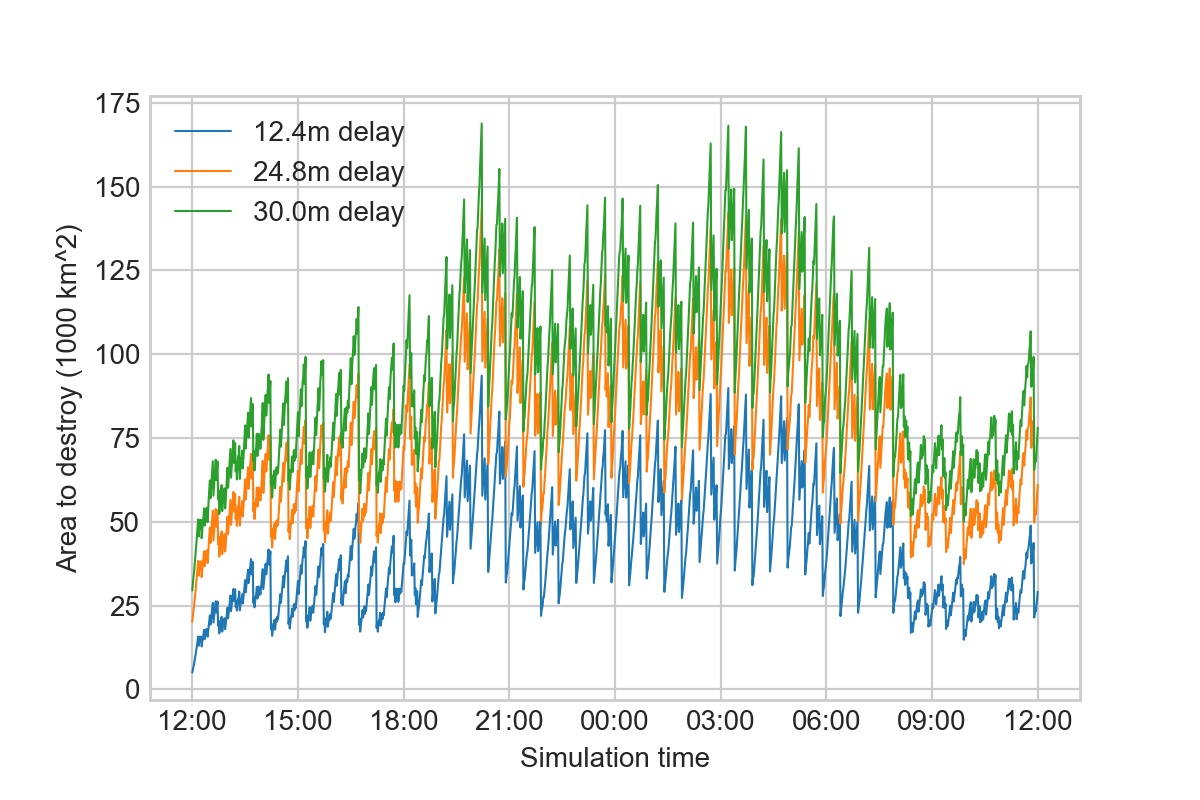 12.4m delay
24.8m delay
30.0m delay
Area to destroy (1000 km^2)
175
150
125
100
75
50
25
0
12:00 15:00 18:00 21:00 00:00 03:00 06:00 09:00 12:00
Simulation time